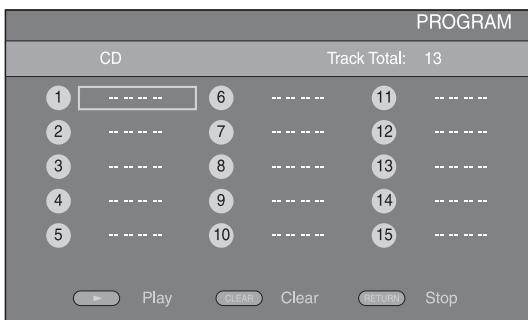 PROGRAM
CD Track Total: 13
1 -- -- -- -- 6 -- -- -- -- 11 -- -- -- --
2 -- -- -- -- 7 -- -- -- -- 12 -- -- -- --
3 -- -- -- -- 8 -- -- -- -- 13 -- -- -- --
4 -- -- -- -- 9 -- -- -- -- 14 -- -- -- --
5 -- -- -- -- 10 -- -- -- -- 15 -- -- -- --
Play CLEAR Clear RETURN Stop